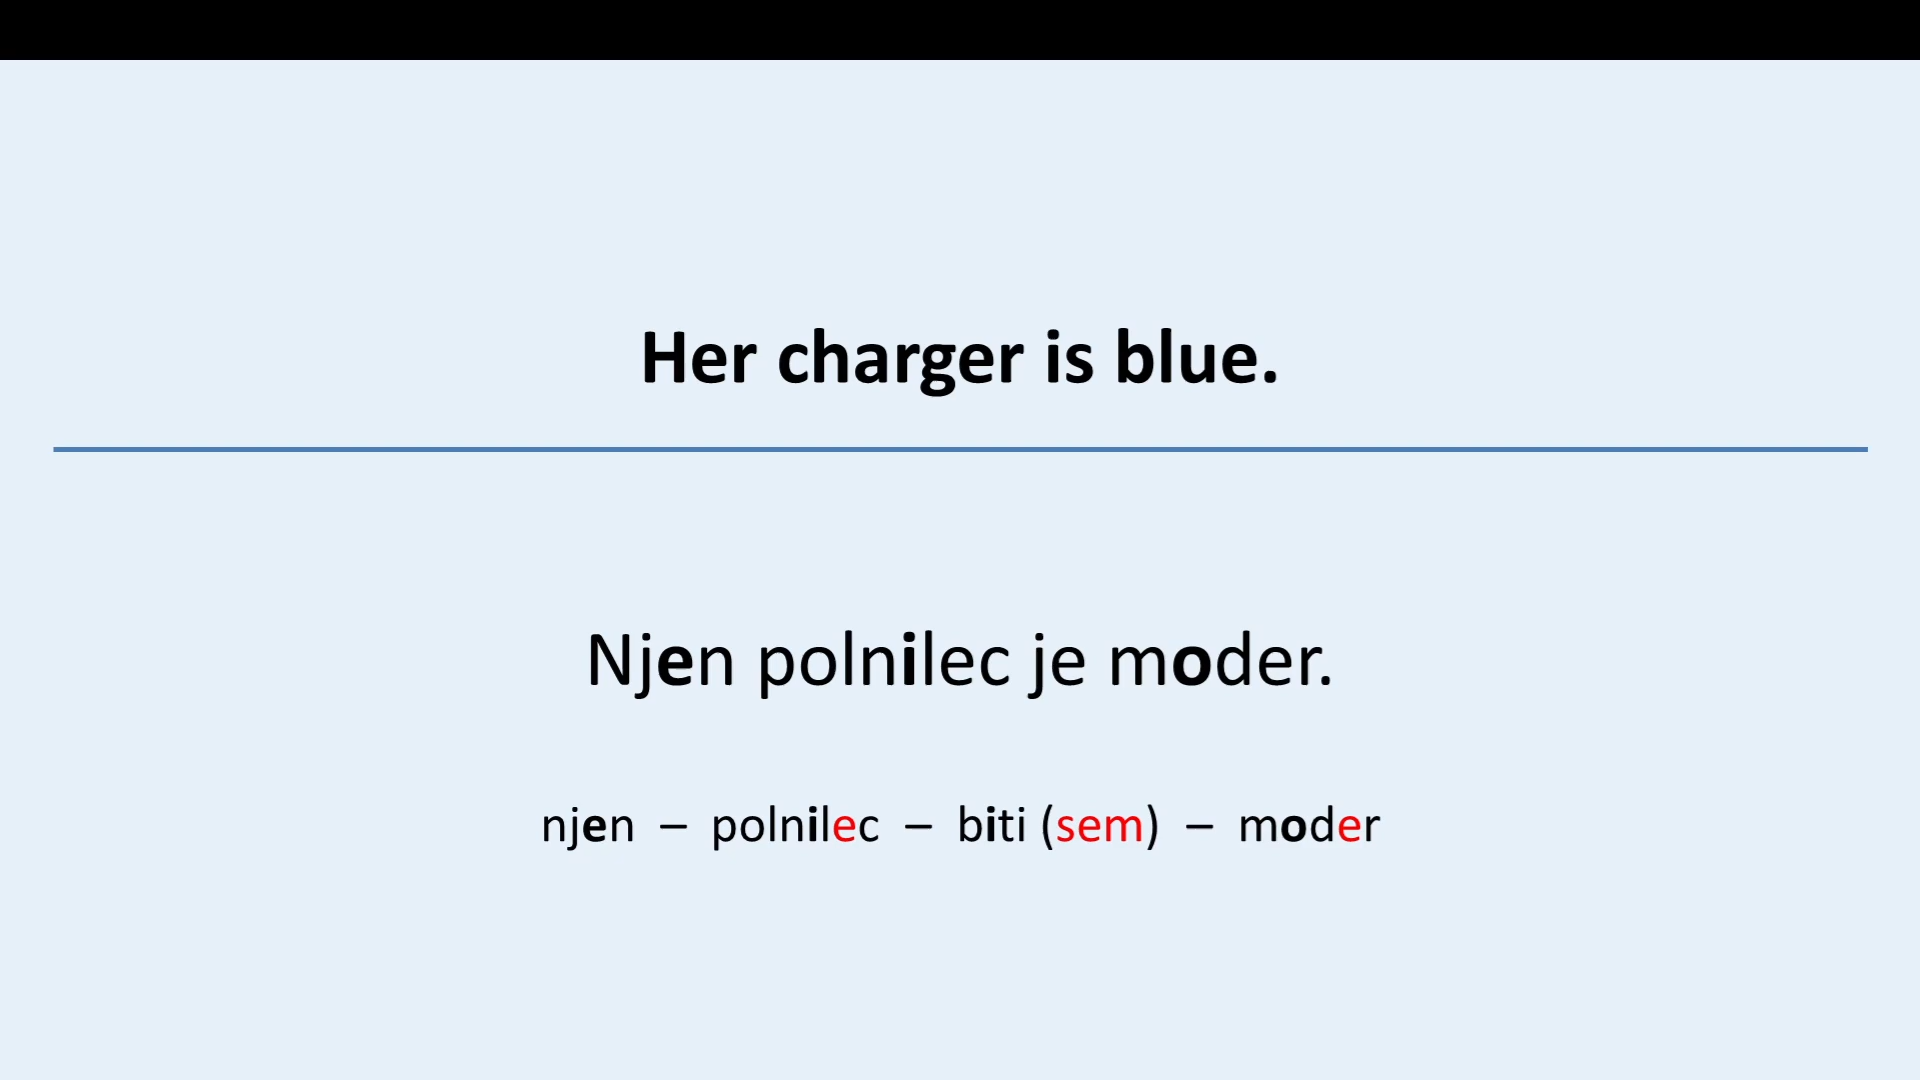 Her charger is blue.
Njen polnilec je moder.
njen – polnilec – biti (sem) – moder